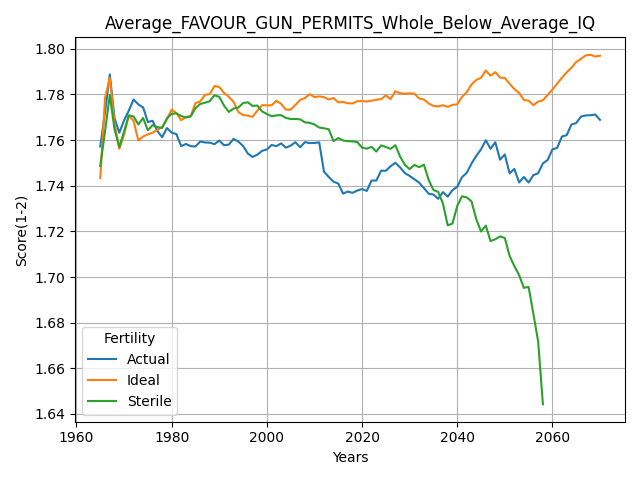 Average_FAVOUR_GUN_PERMITS_Whole_Below_Average_IQ
1.80
1.78
1.76
1.74
1.72
1.70
1.68
1.66
1.64
Score(1-2)
Fertility
Actual
Ideal
Sterile
1960
1980
2000
2020
2040
2060
Years